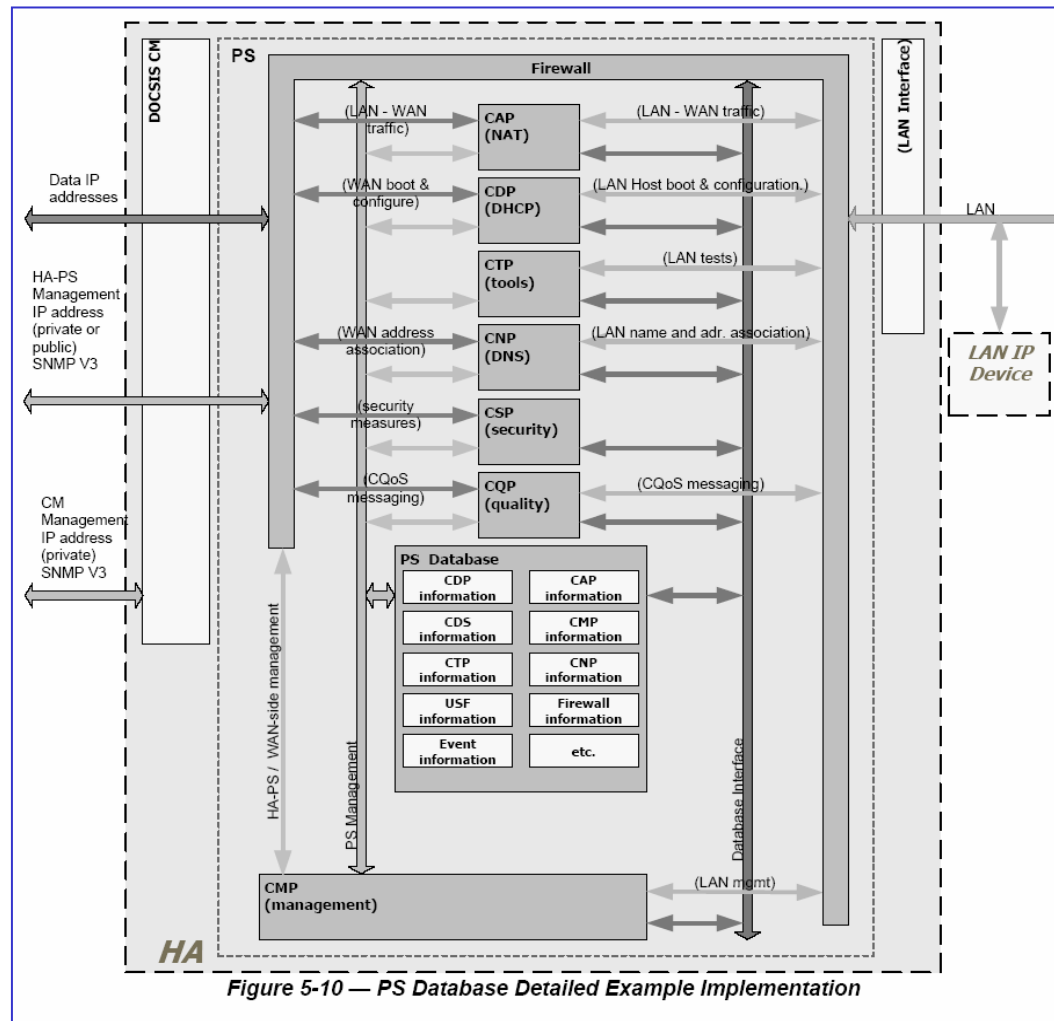 DOCSIS CM
PS
Firewall
(LAN Interface)
(LAN - WAN
traffic)
CAP
(NAT)
(LAN - WAN traffic)
Data IP
addresses
(WAN boot &
configure)
CDP
(DHCP)
(LAN Host boot & configuration.)
LAN
CTP
(tools)
(LAN tests)
HA-PS
Management
IP address
(private or
public)
SNMP V3
(WAN address
association)
CNP
(DNS)
(LAN name and adr. association)
LAN IP
Device
(security
measures)
CSP
(security)
(CQoS
messaging)
CQP
(quality)
(CQoS messaging)
CM
Management
IP address
(private)
SNMP V3
PS Database
CDP
information
CAP
information
CDS
information
CMP
information
CTP
information
CNP
information
USF
information
Firewall
information
Event
information
etc.
HA-PS / WAN-side management
PS Management
Database Interface
CMP
(management)
(LAN mgmt)
HA
Figure 5-10 — PS Database Detailed Example Implementation